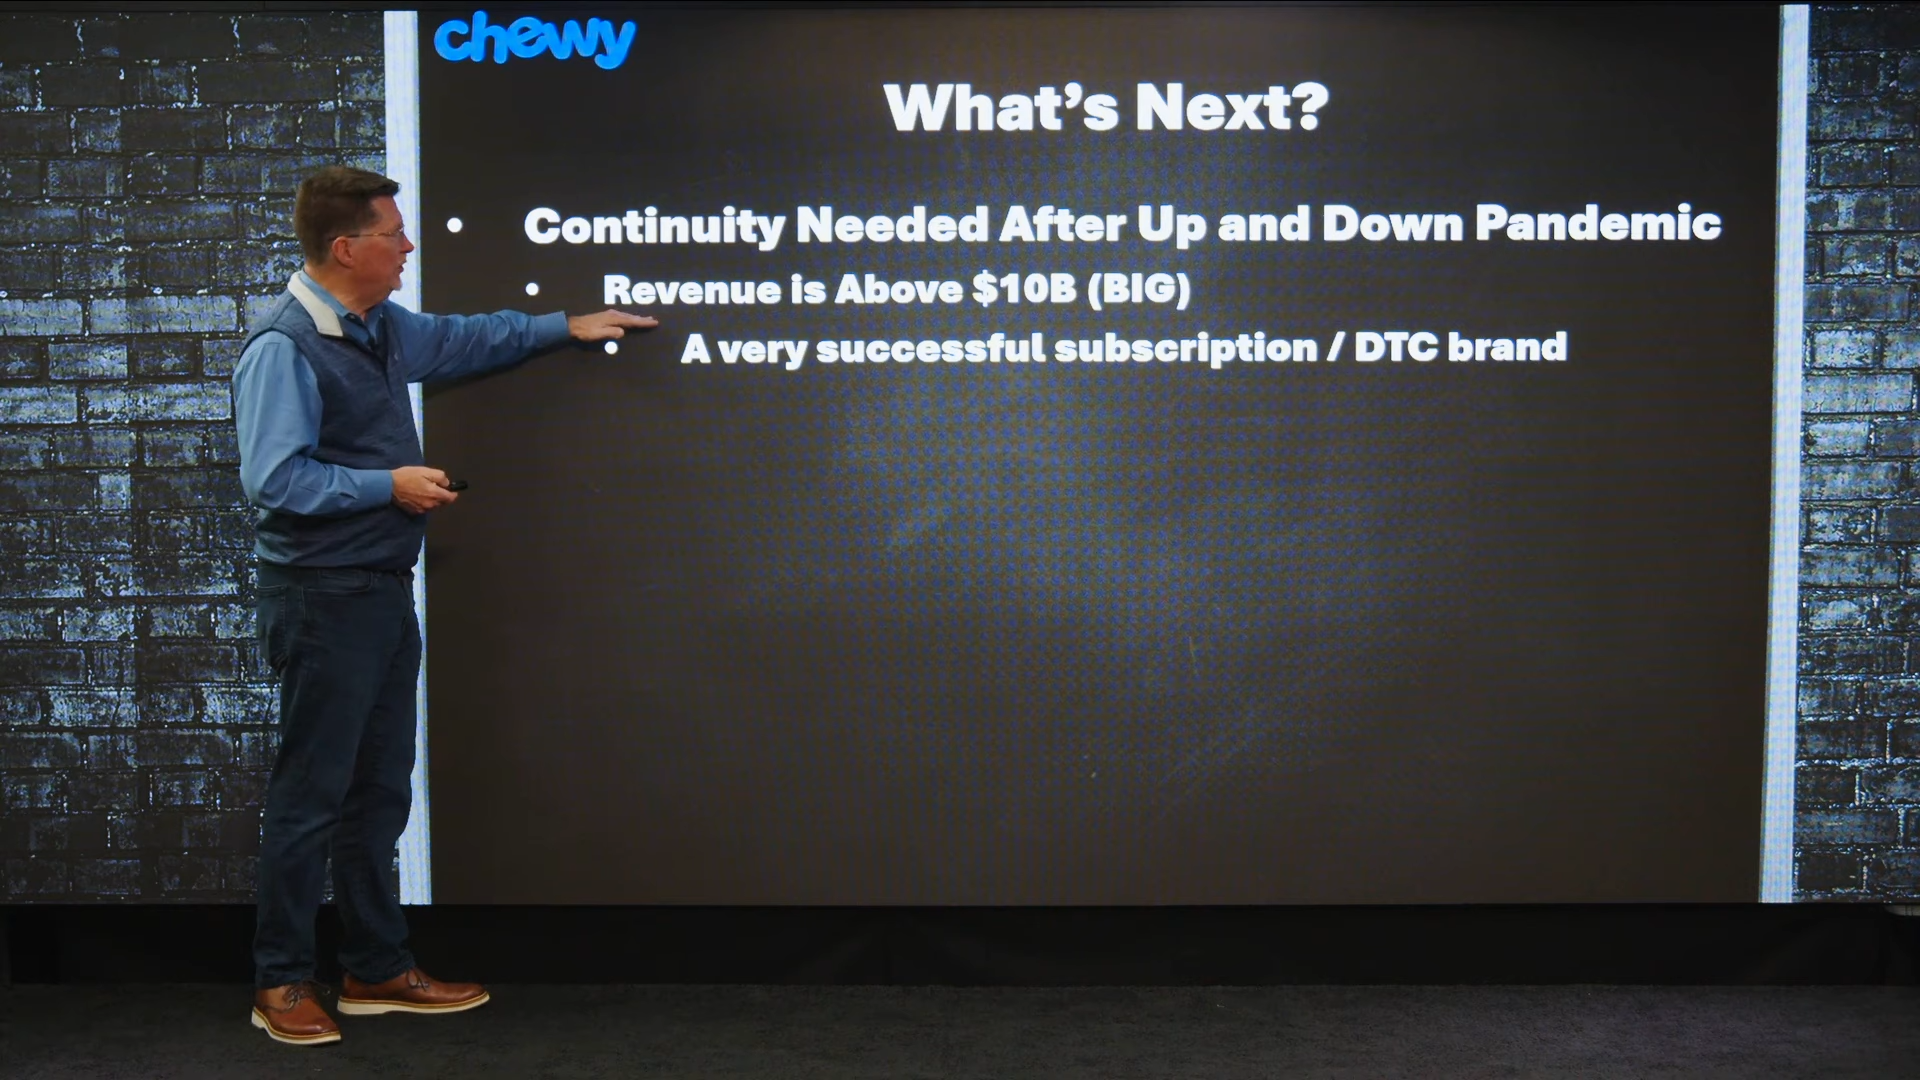 chewy
What's Next?
• Continuity Needed After Up and Down Pandemic
• Revenue is Above $10B (BIG)
• A very successful subscription / DTC brand